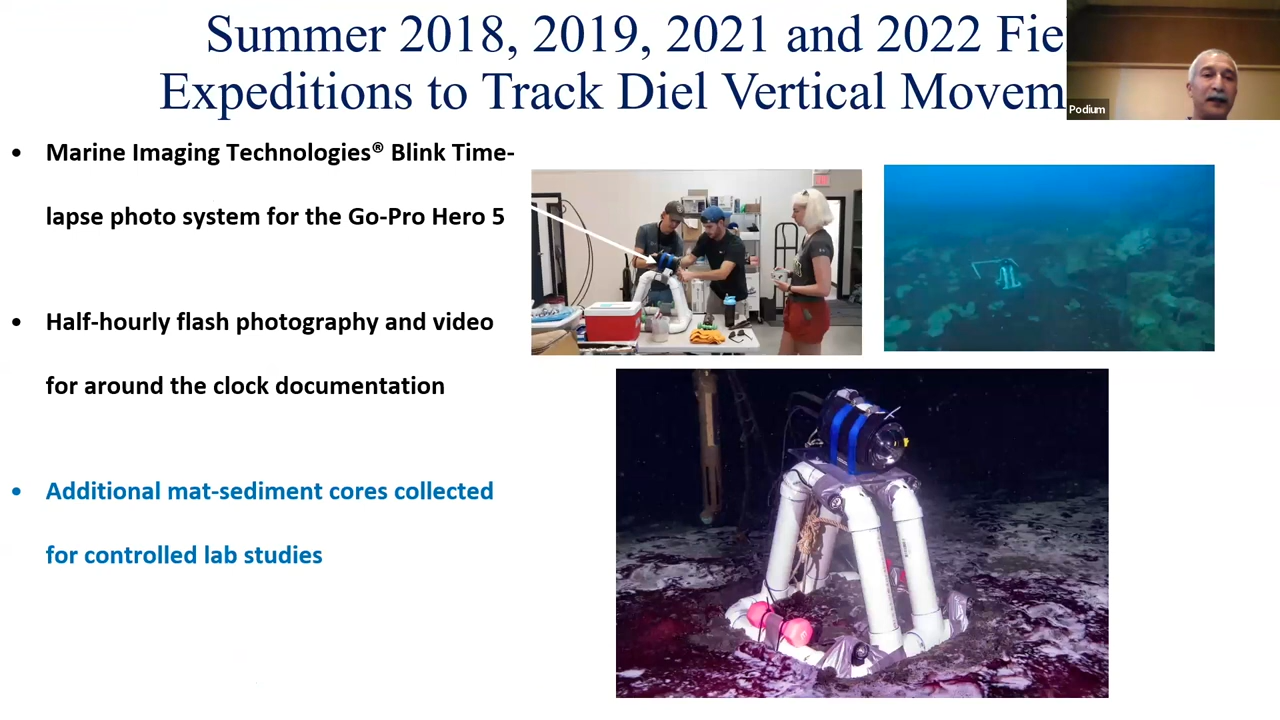 Summer 2018, 2019, 2021 and 2022 Fie
Expeditions to Track Diel Vertical Movem
Podium
• Marine Imaging Technologies® Blink Time-
lapse photo system for the Go-Pro Hero 5
• Half-hourly flash photography and video
for around the clock documentation
• Additional mat-sediment cores collected
for controlled lab studies